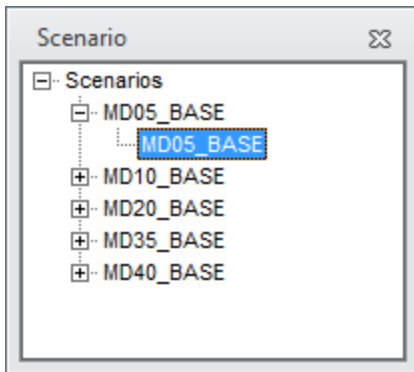 Scenario
Scenarios
MD05_BASE
MD05_BASE
MD10_BASE
MD20_BASE
MD35_BASE
MD40_BASE